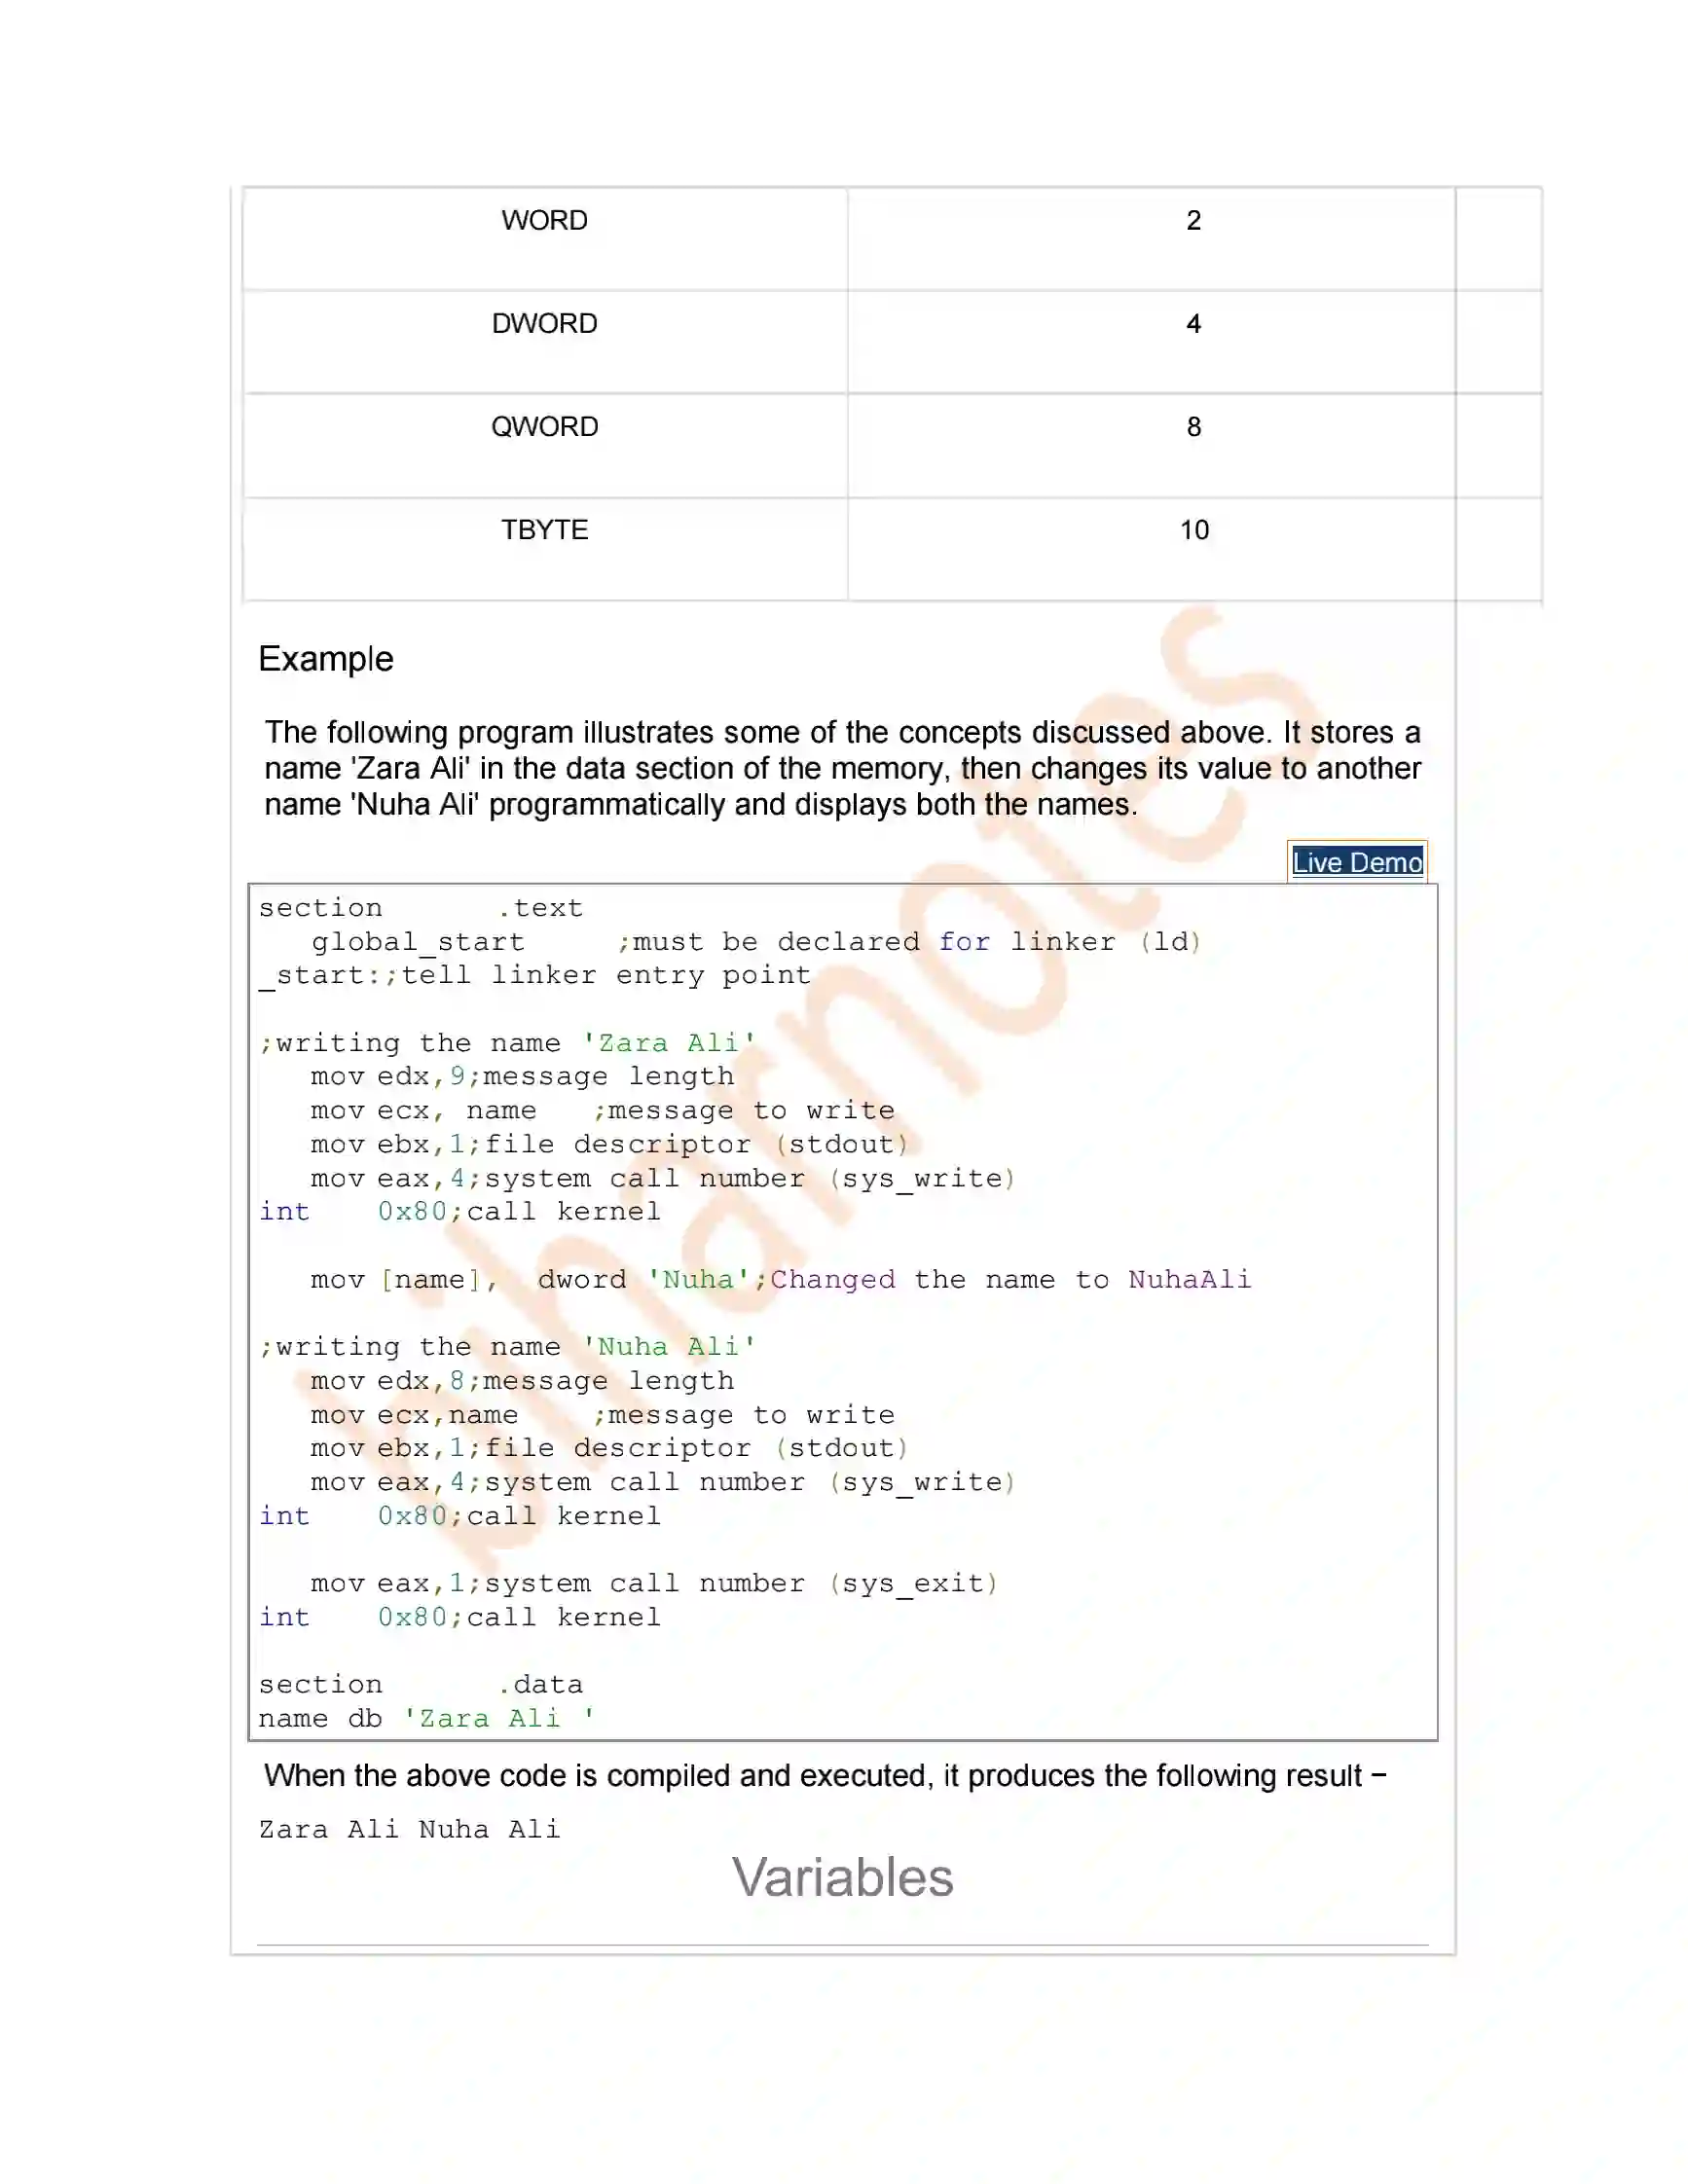 WORD 2
DWORD 4
QWORD 8
TBYTE 10
Example
The following program illustrates some of the concepts discussed above. It stores a
name 'Zara Ali' in the data section of the memory, then changes its value to another
name 'Nuha Ali' programmatically and displays both the names.
Live Demo
section .text
global_start ;must be declared for linker (ld)
_start:;tell linker entry point
;writing the name 'Zara Ali'
mov edx,9;message length
mov ecx, name ;message to write
mov ebx,1;file descriptor (stdout)
mov eax,4;system call number (sys_write)
int 0x80;call kernel
mov [name], dword 'Nuha';Changed the name to NuhaAli
;writing the name 'Nuha Ali'
mov edx,8;message length
mov ecx,name ;message to write
mov ebx,1;file descriptor (stdout)
mov eax,4;system call number (sys_write)
int 0x80;call kernel
mov eax,1;system call number (sys_exit)
int 0x80;call kernel
section .data
name db 'Zara Ali '
When the above code is compiled and executed, it produces the following result −
Zara Ali Nuha Ali
Variables
biharnotes